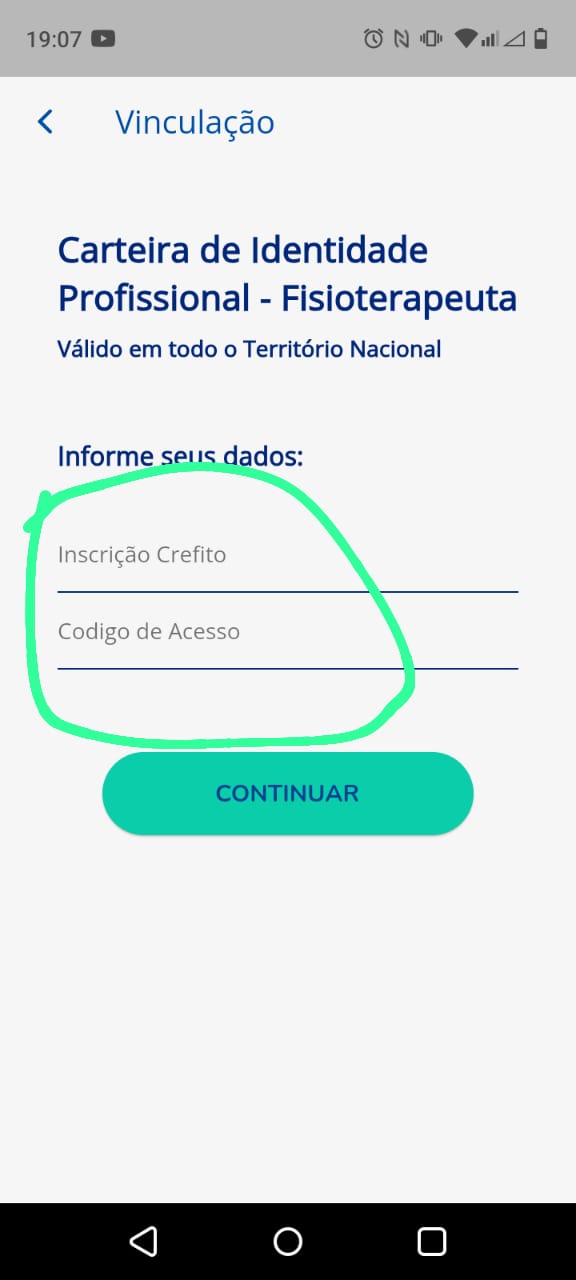 19:07
Vinculação
Carteira de Identidade
Profissional - Fisioterapeuta
Válido em todo o Território Nacional
Informe seus dados:
Inscrição Crefito
Codigo de Acesso
CONTINUAR